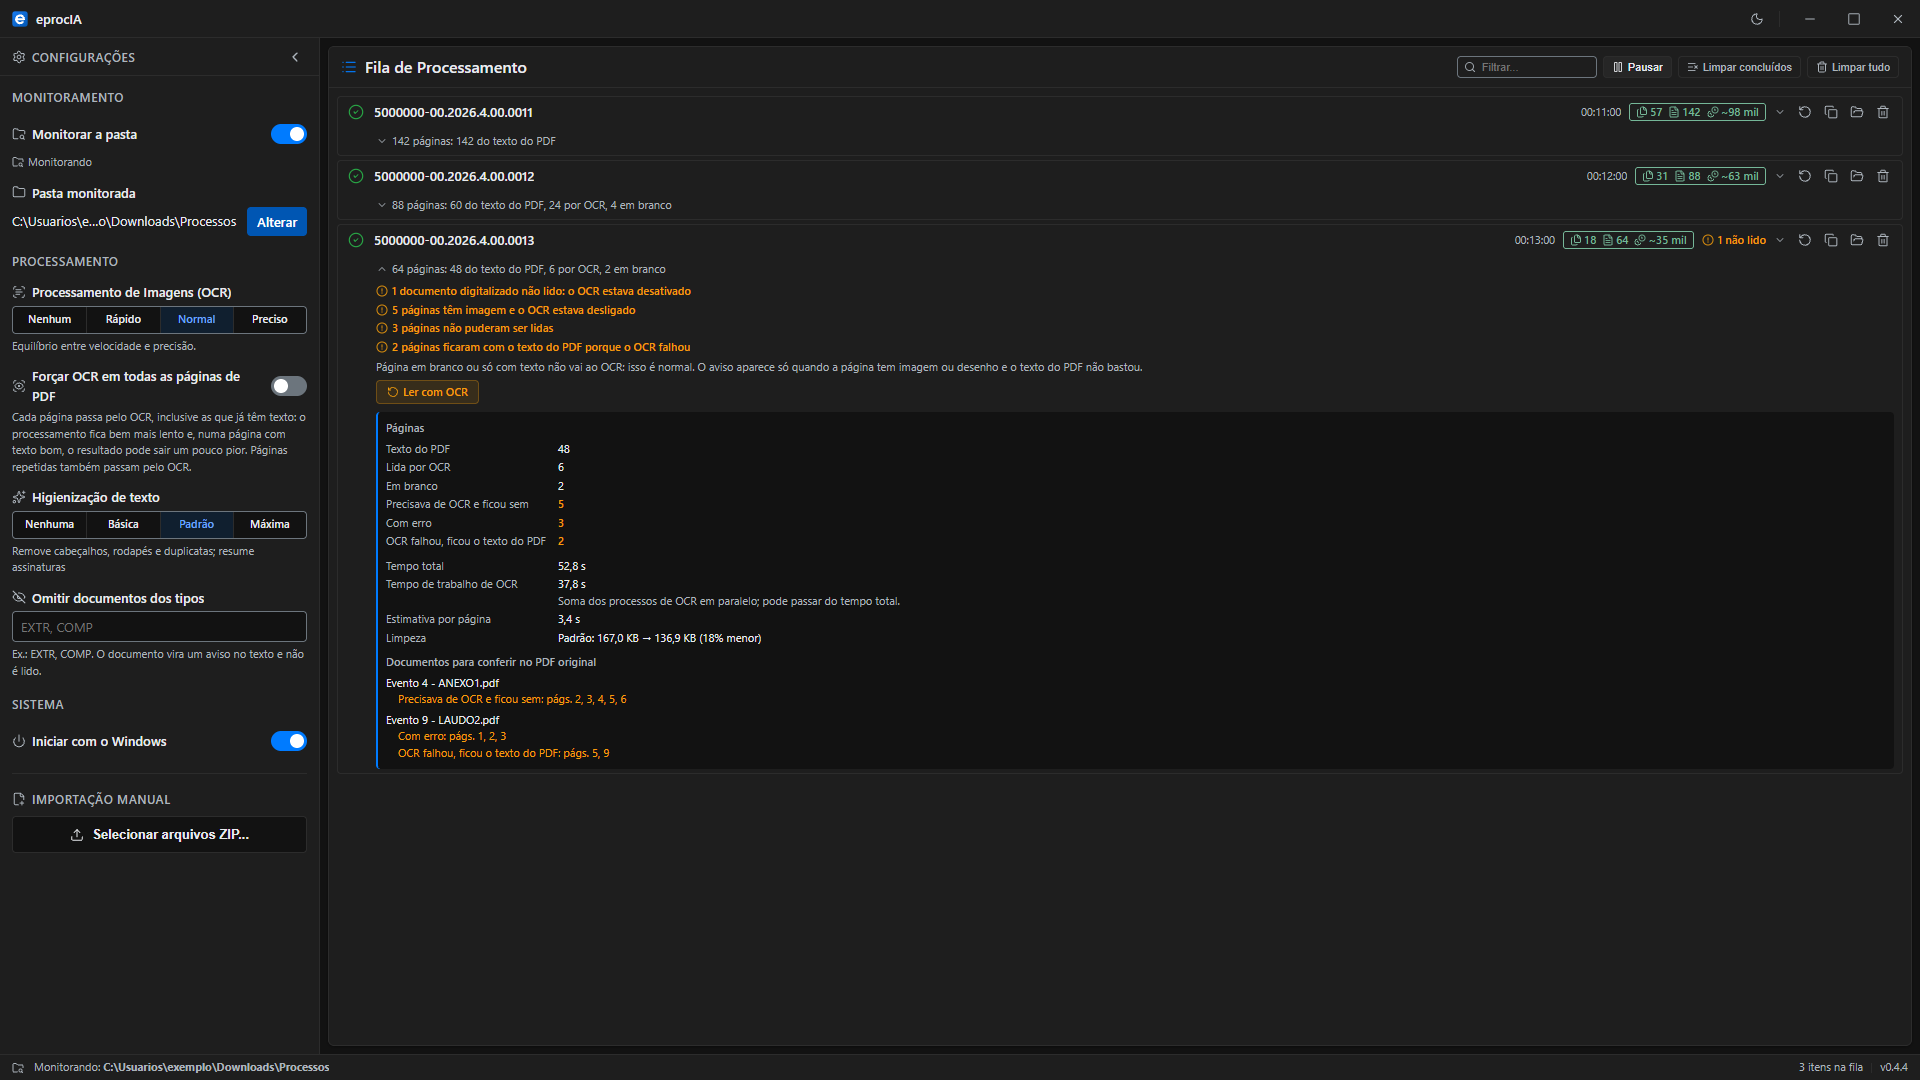 eprocIA
CONFIGURAÇÕES
MONITORAMENTO
Monitorar a pasta
Monitorando
Pasta monitorada
C:\Usuarios\e...o\Downloads\Processos
Alterar
PROCESSAMENTO
Processamento de Imagens (OCR)
Nenhum Rápido Normal Preciso
Equilíbrio entre velocidade e precisão.
Forçar OCR em todas as páginas de
PDF
Cada página passa pelo OCR, inclusive as que já têm texto: o
processamento fica bem mais lento e, numa página com
texto bom, o resultado pode sair um pouco pior. Páginas
repetidas também passam pelo OCR.
Higienização de texto
Nenhuma Básica Padrão Máxima
Remove cabeçalhos, rodapés e duplicatas; resume
assinaturas
Omitir documentos dos tipos
EXTR, COMP
Ex.: EXTR, COMP. O documento vira um aviso no texto e não
é lido.
SISTEMA
Iniciar com o Windows
IMPORTAÇÃO MANUAL
Selecionar arquivos ZIP...
Fila de Processamento
Filtrar... Pausar Limpar concluídos Limpar tudo
5000000-00.2026.4.00.0011 00:11:00 57 142 ~98 mil
142 páginas: 142 do texto do PDF
5000000-00.2026.4.00.0012 00:12:00 31 88 ~63 mil
88 páginas: 60 do texto do PDF, 24 por OCR, 4 em branco
5000000-00.2026.4.00.0013 00:13:00 18 64 ~35 mil 1 não lido
64 páginas: 48 do texto do PDF, 6 por OCR, 2 em branco
1 documento digitalizado não lido: o OCR estava desativado
5 páginas têm imagem e o OCR estava desligado
3 páginas não puderam ser lidas
2 páginas ficaram com o texto do PDF porque o OCR falhou
Página em branco ou só com texto não vai ao OCR: isso é normal. O aviso aparece só quando a página tem imagem ou desenho e o texto do PDF não bastou.
Ler com OCR
Páginas
Texto do PDF 48
Lida por OCR 6
Em branco 2
Precisava de OCR e ficou sem 5
Com erro 3
OCR falhou, ficou o texto do PDF 2
Tempo total 52,8 s
Tempo de trabalho de OCR 37,8 s
Soma dos processos de OCR em paralelo; pode passar do tempo total.
Estimativa por página 3,4 s
Limpeza Padrão: 167,0 KB → 136,9 KB (18% menor)
Documentos para conferir no PDF original
Evento 4 - ANEXO1.pdf
Precisava de OCR e ficou sem: págs. 2, 3, 4, 5, 6
Evento 9 - LAUDO2.pdf
Com erro: págs. 1, 2, 3
OCR falhou, ficou o texto do PDF: págs. 5, 9
Monitorando: C:\Usuarios\exemplo\Downloads\Processos
3 itens na fila v0.4.4